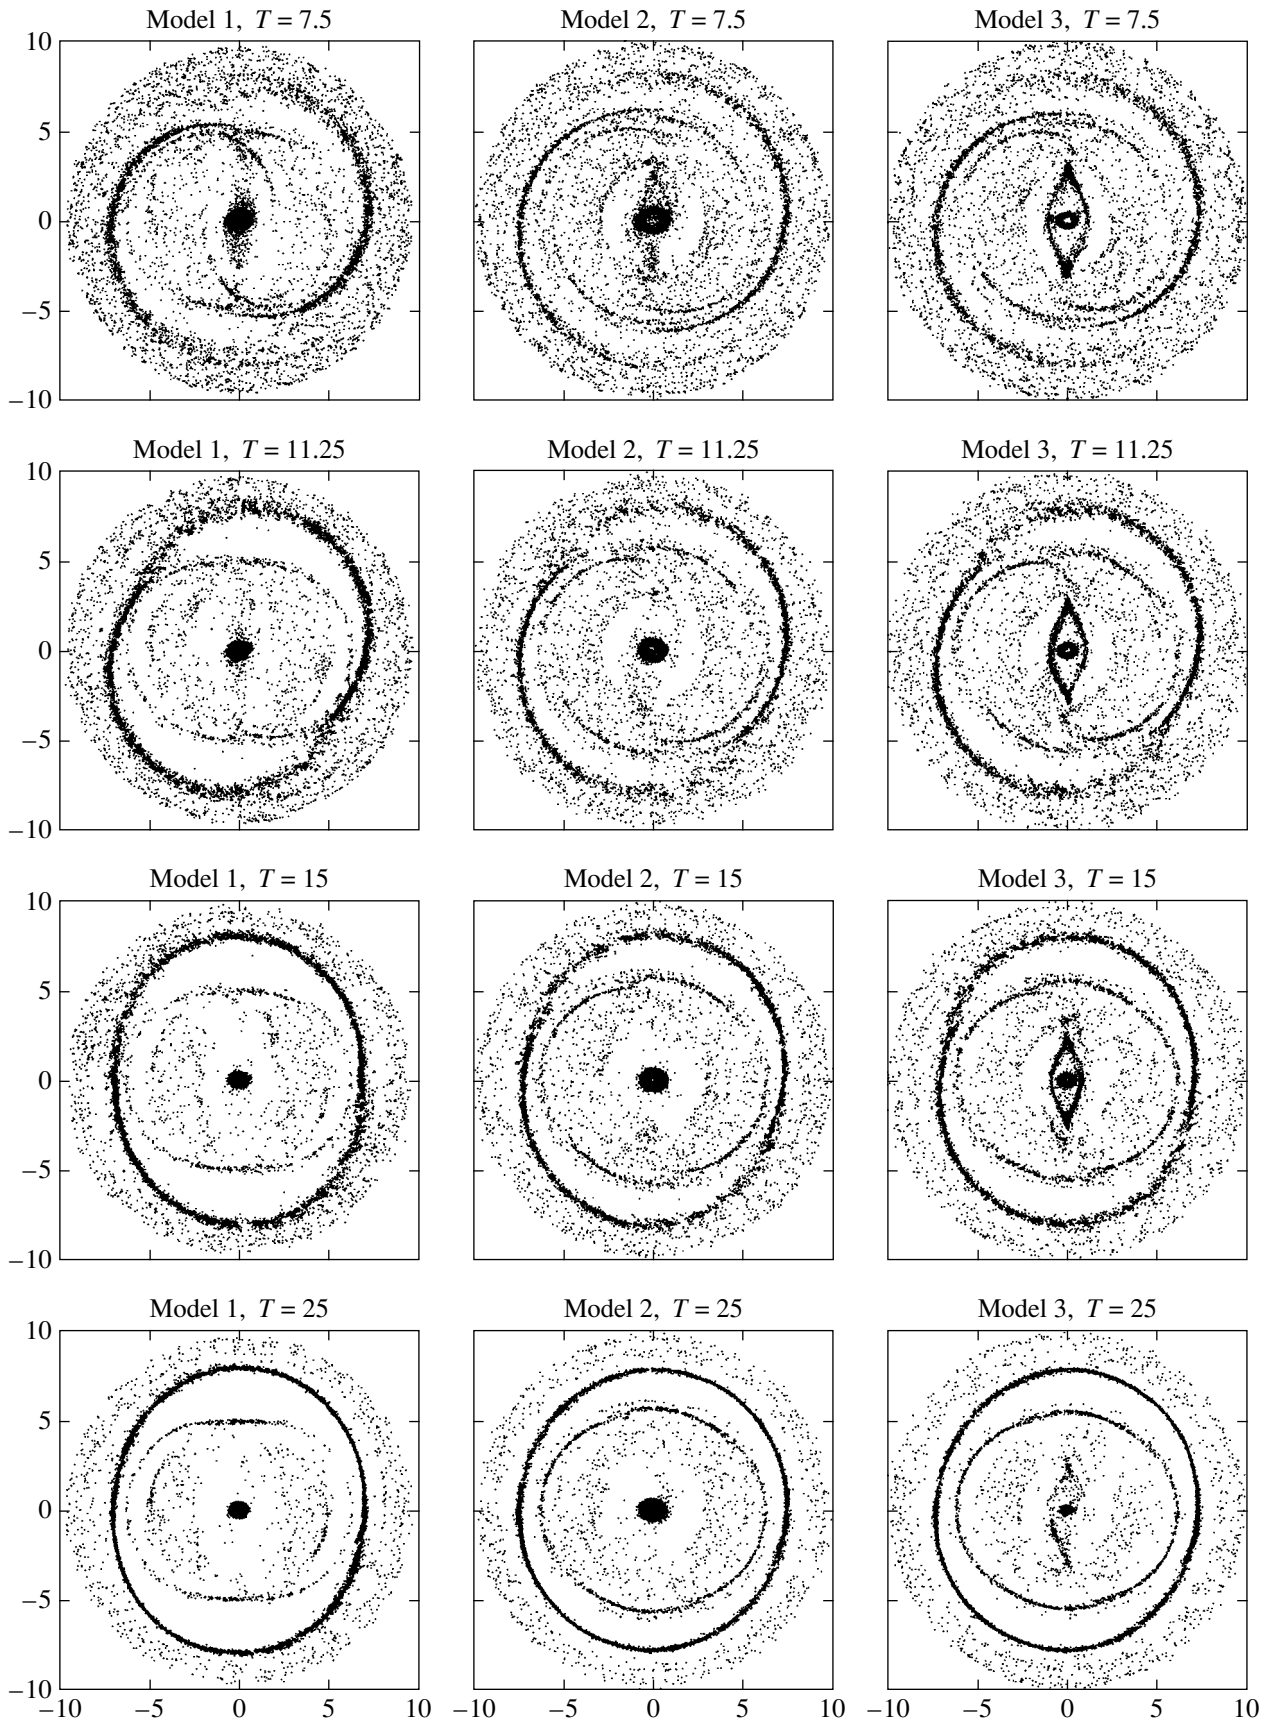 Model 1, T = 7.5
Model 2, T = 7.5
Model 3, T = 7.5
10
5
0
−5
−10
Model 1, T = 11.25
Model 2, T = 11.25
Model 3, T = 11.25
10
5
0
−5
−10
Model 1, T = 15
Model 2, T = 15
Model 3, T = 15
10
5
0
−5
−10
Model 1, T = 25
Model 2, T = 25
Model 3, T = 25
10
5
0
−5
−10
−10 −5 0 5 10 −5 0 5 10 −5 0 5 10